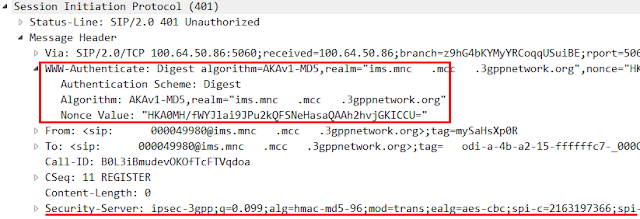 Session Initiation Protocol (401)
Status-Line: SIP/2.0 401 Unauthorized
Message Header
Via: SIP/2.0/TCP 100.64.50.86:5060;received=100.64.50.86;branch=z9hG4bKYMyYRCoqqUSuiBE;rport=506
WWW-Authenticate: Digest algorithm=AKAv1-MD5,realm="ims.mnc .mcc .3gppnetwork.org",nonce="HK
Authentication Scheme: Digest
Algorithm: AKAv1-MD5,realm="ims.mnc .mcc .3gppnetwork.org"
Nonce Value: "HKA0MH/fWYJlai9JPu2kQFSNeHasaQAAh2hvjGKICCU="
From: <sip: 000049980@ims.mnc .mcc .3gppnetwork.org>;tag=mySaHsXp0R
To: <sip: 000049980@ims.mnc .mcc .3gppnetwork.org>;tag= odi-a-4b-a2-15-ffffffc7-_000C
Call-ID: B0L3iBmudevOKOfTcFTVqdoa
CSeq: 11 REGISTER
Content-Length: 0
Security-Server: ipsec-3gpp;q=0.099;alg=hmac-md5-96;mod=trans;ealg=aes-cbc;spi-c=2163197366;spi-